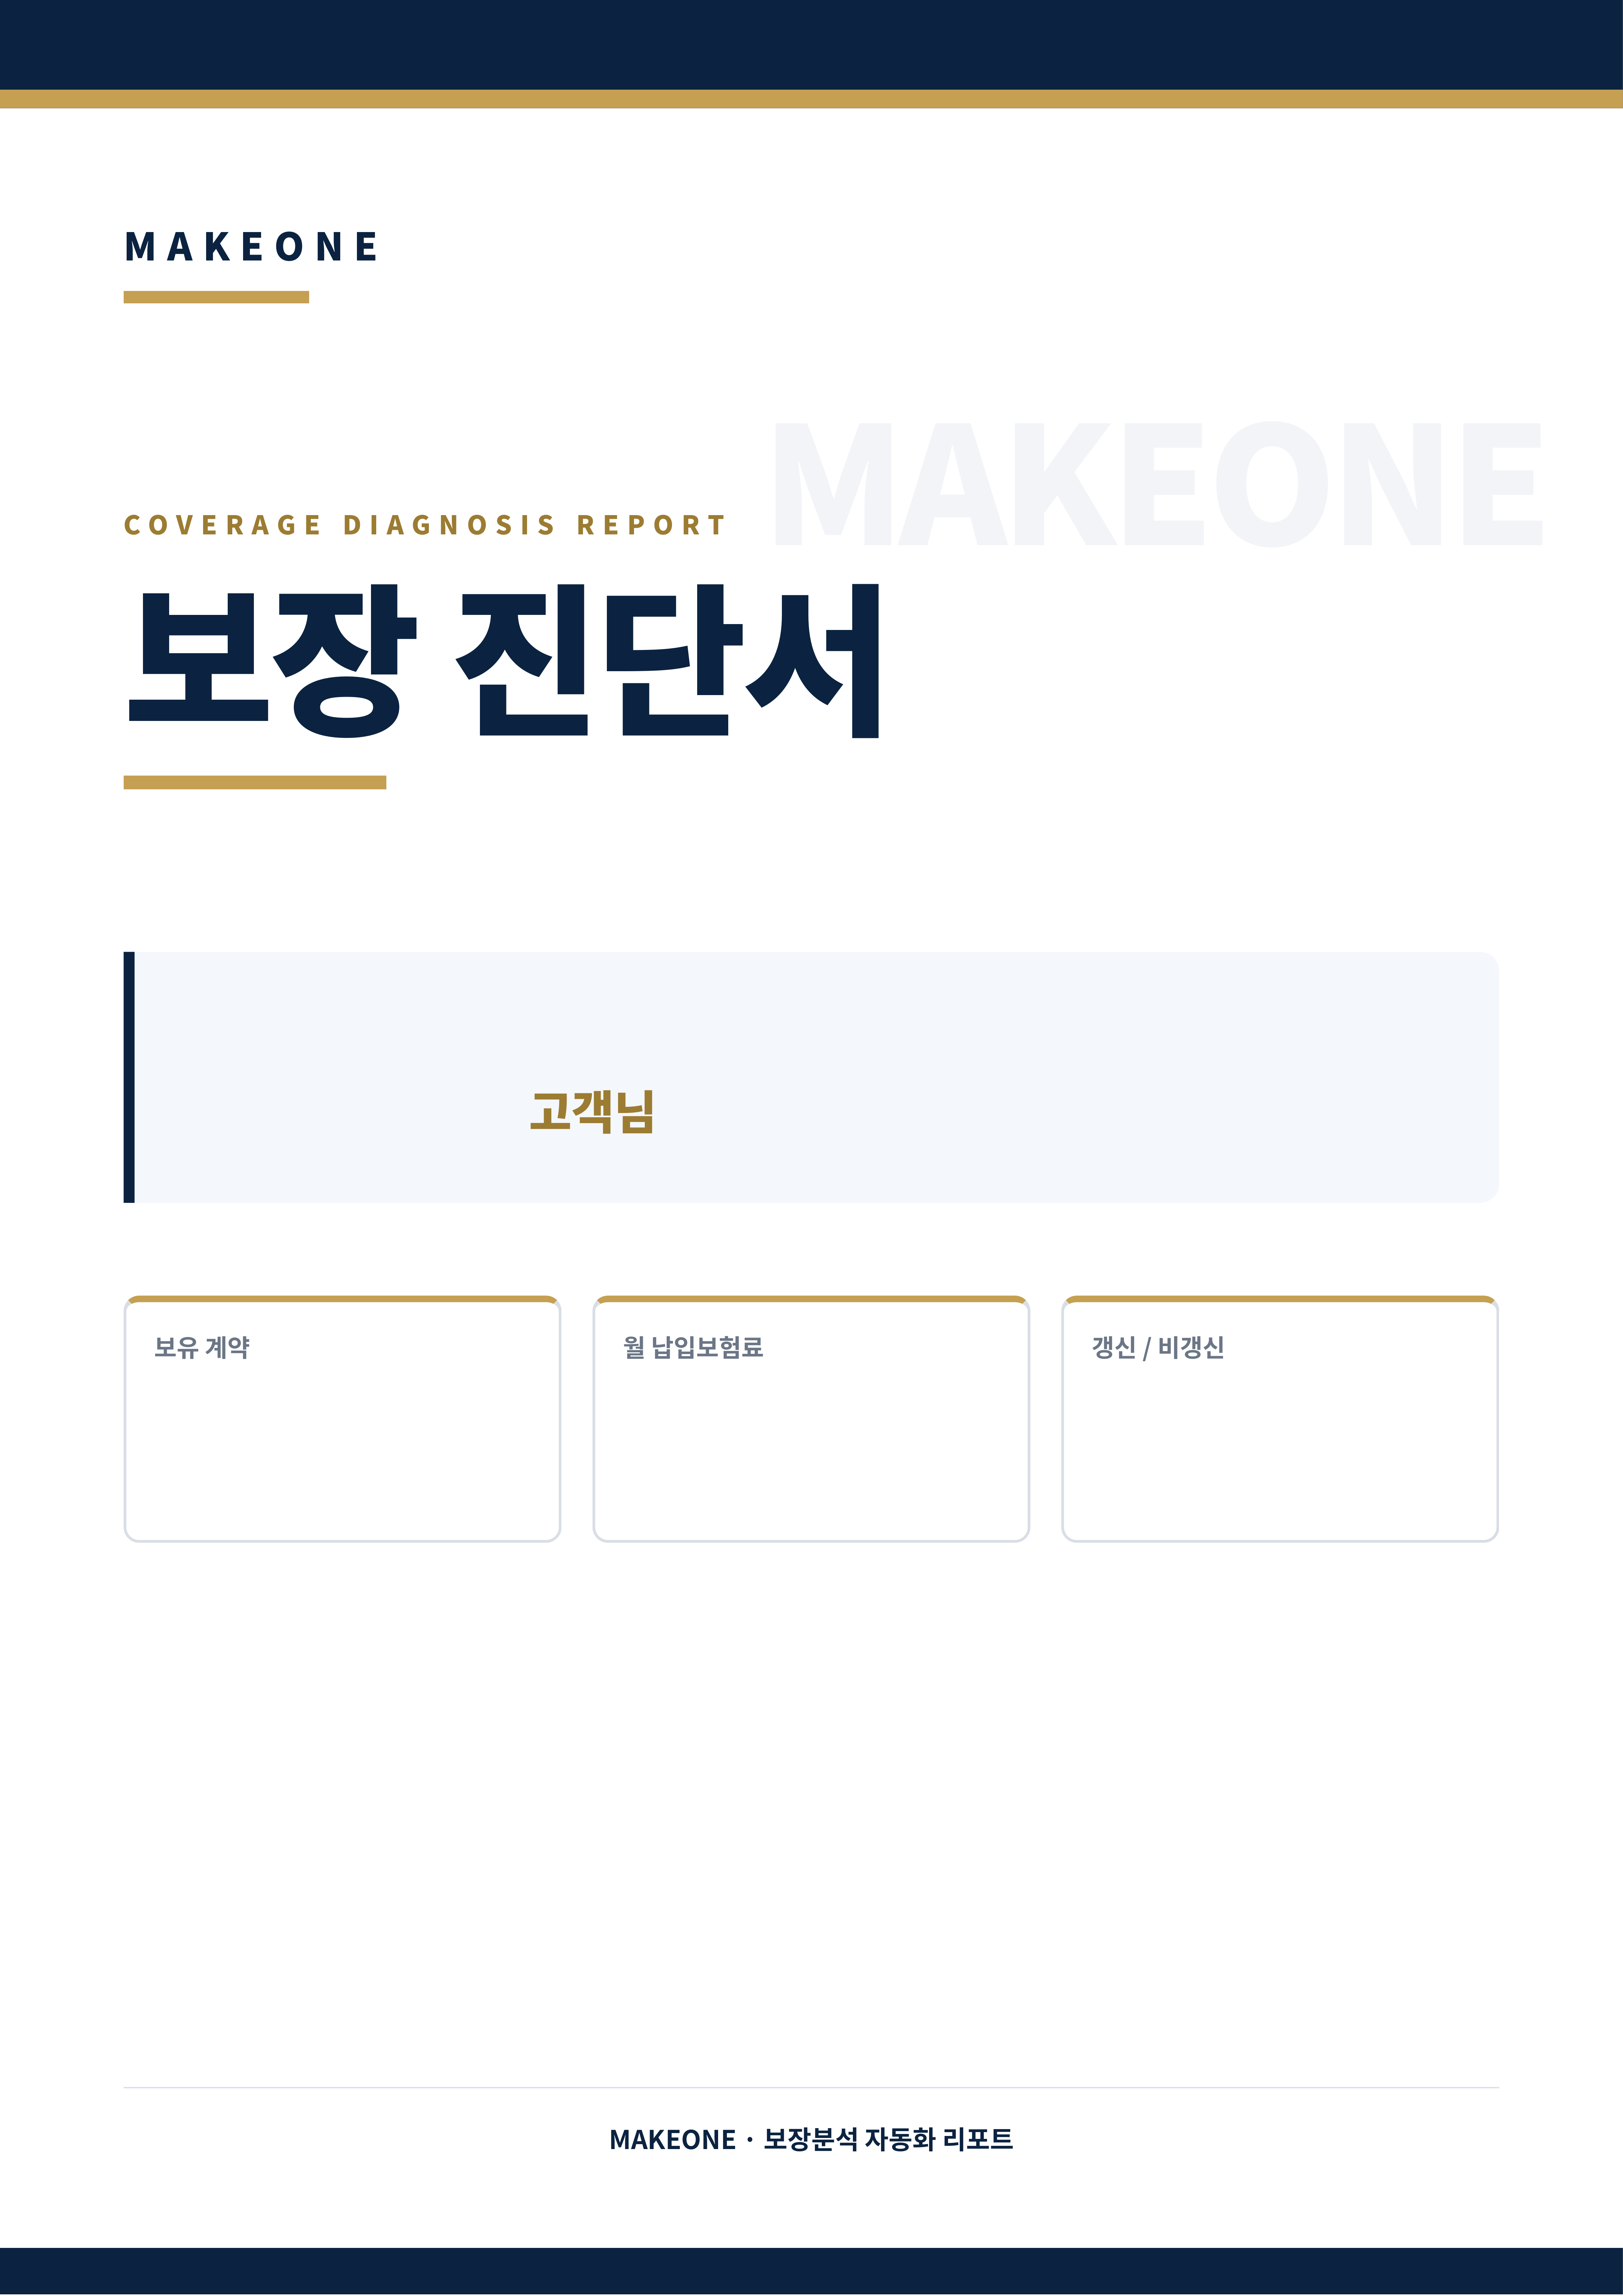 MAKEONE
MAKEONE
COVERAGE DIAGNOSIS REPORT
보장 진단서
고객님
보유 계약
월 납입보험료
갱신 / 비갱신
MAKEONE · 보장분석 자동화 리포트